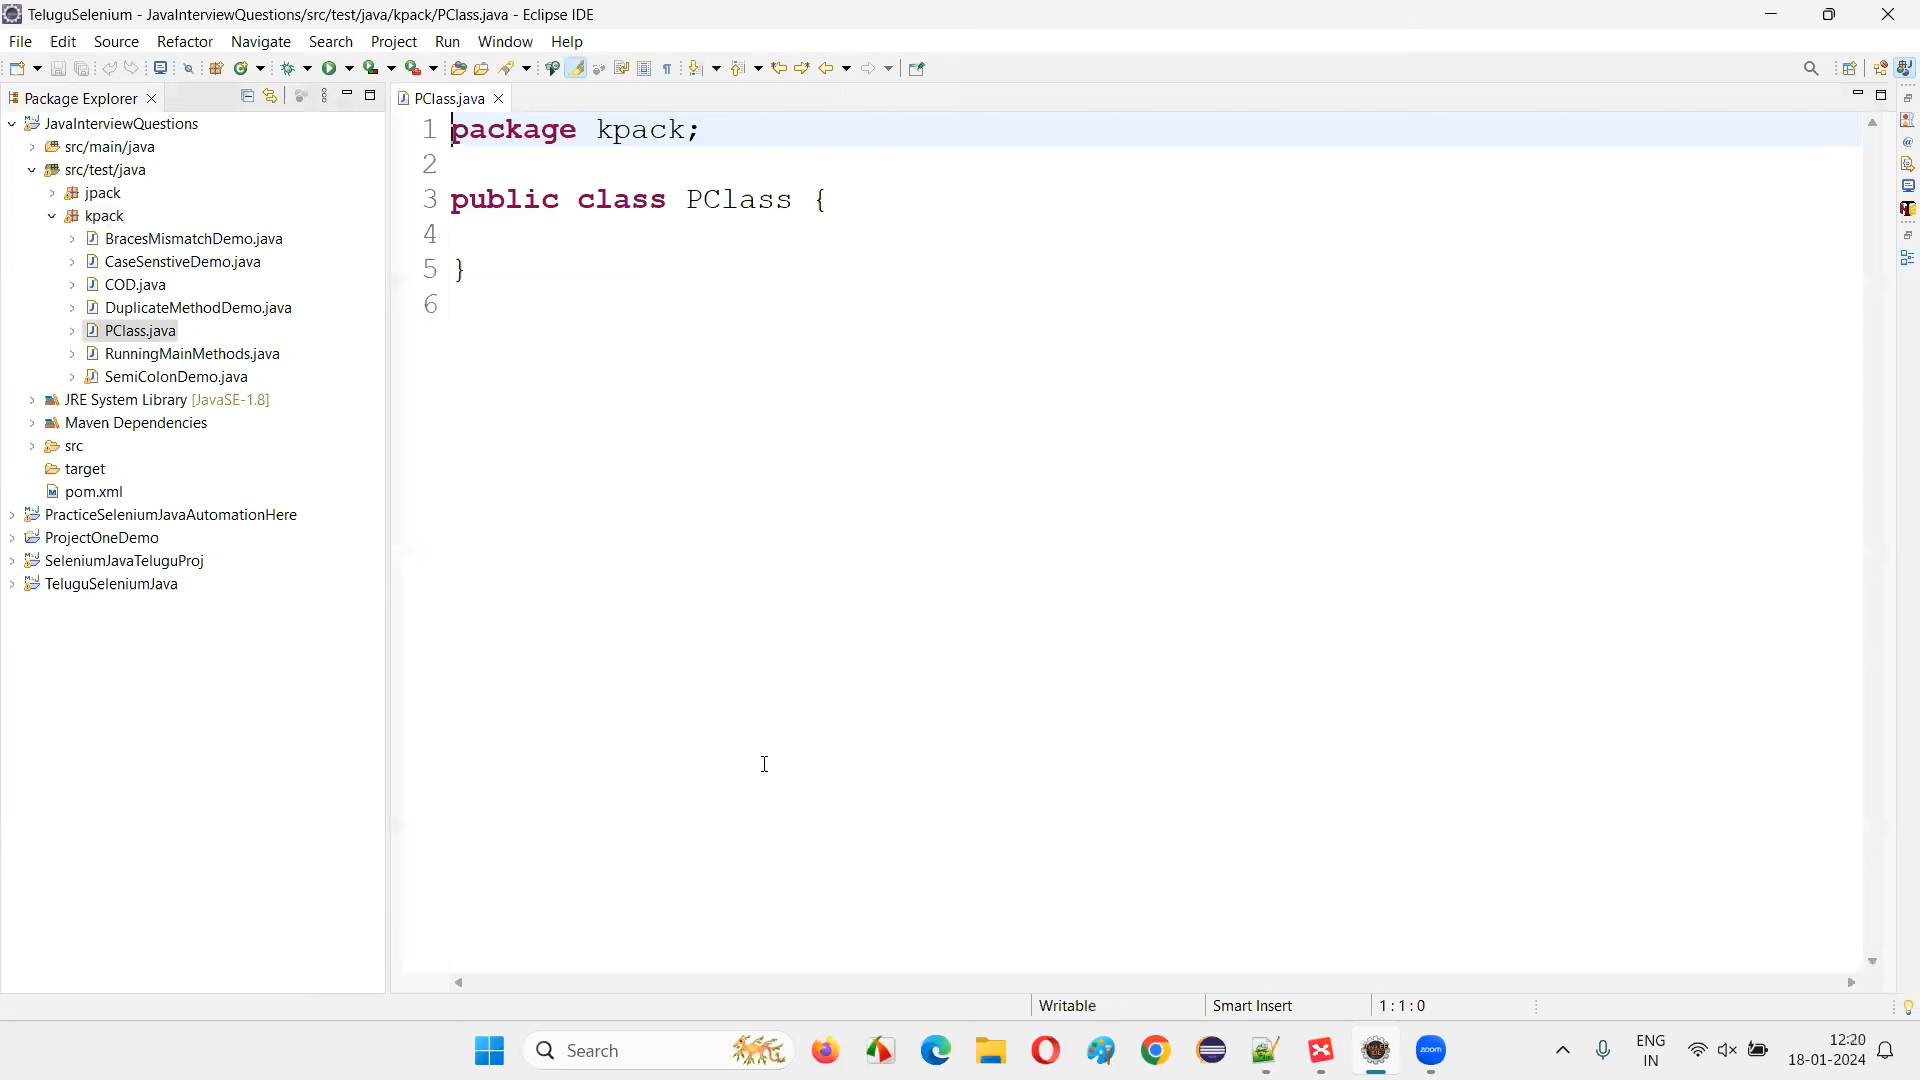 TeluguSelenium - JavaInterviewQuestions/src/test/java/kpack/PClass.java - Eclipse IDE
File Edit Source Refactor Navigate Search Project Run Window Help
Package Explorer
JavaInterviewQuestions
src/main/java
src/test/java
jpack
kpack
BracesMismatchDemo.java
CaseSenstiveDemo.java
COD.java
DuplicateMethodDemo.java
PClass.java
RunningMainMethods.java
SemiColonDemo.java
JRE System Library [JavaSE-1.8]
Maven Dependencies
src
target
pom.xml
PracticeSeleniumJavaAutomationHere
ProjectOneDemo
SeleniumJavaTeluguProj
TeluguSeleniumJava
PClass.java
1 package kpack;
2
3 public class PClass {
4
5 }
6
Writable Smart Insert 1 : 1 : 0
Search
zoom
ENG
IN
12:20
18-01-2024